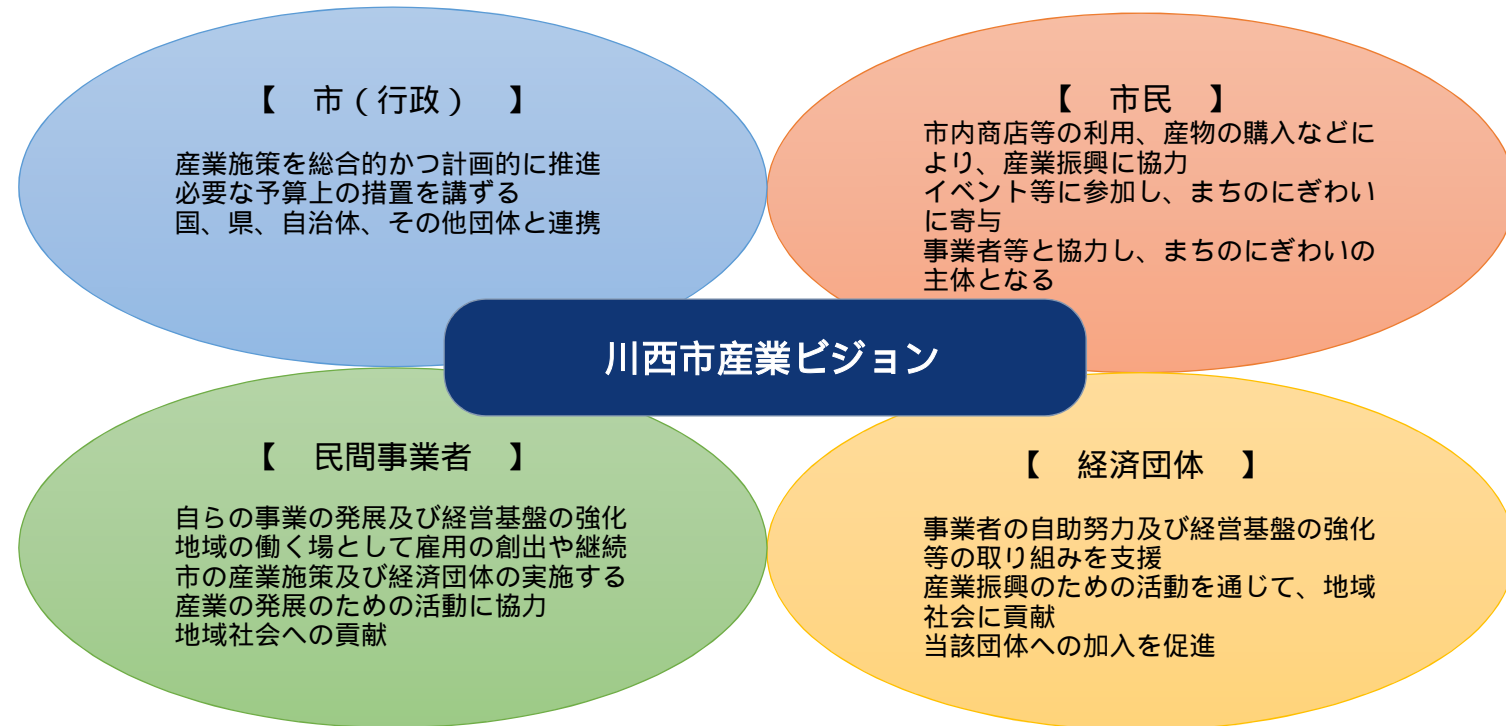 【　市（行政）　】
産業施策を総合的かつ計画的に推進
必要な予算上の措置を講ずる
国、県、自治体、その他団体と連携
【　市民　】
市内商店等の利用、産物の購入などに
より、産業振興に協力
イベント等に参加し、まちのにぎわい
に寄与
事業者等と協力し、まちのにぎわいの
主体となる
川西市産業ビジョン
【　民間事業者　】
自らの事業の発展及び経営基盤の強化
地域の働く場として雇用の創出や継続
市の産業施策及び経済団体の実施する
産業の発展のための活動に協力
地域社会への貢献
【　経済団体　】
事業者の自助努力及び経営基盤の強化
等の取り組みを支援
産業振興のための活動を通じて、地域
社会に貢献
当該団体への加入を促進